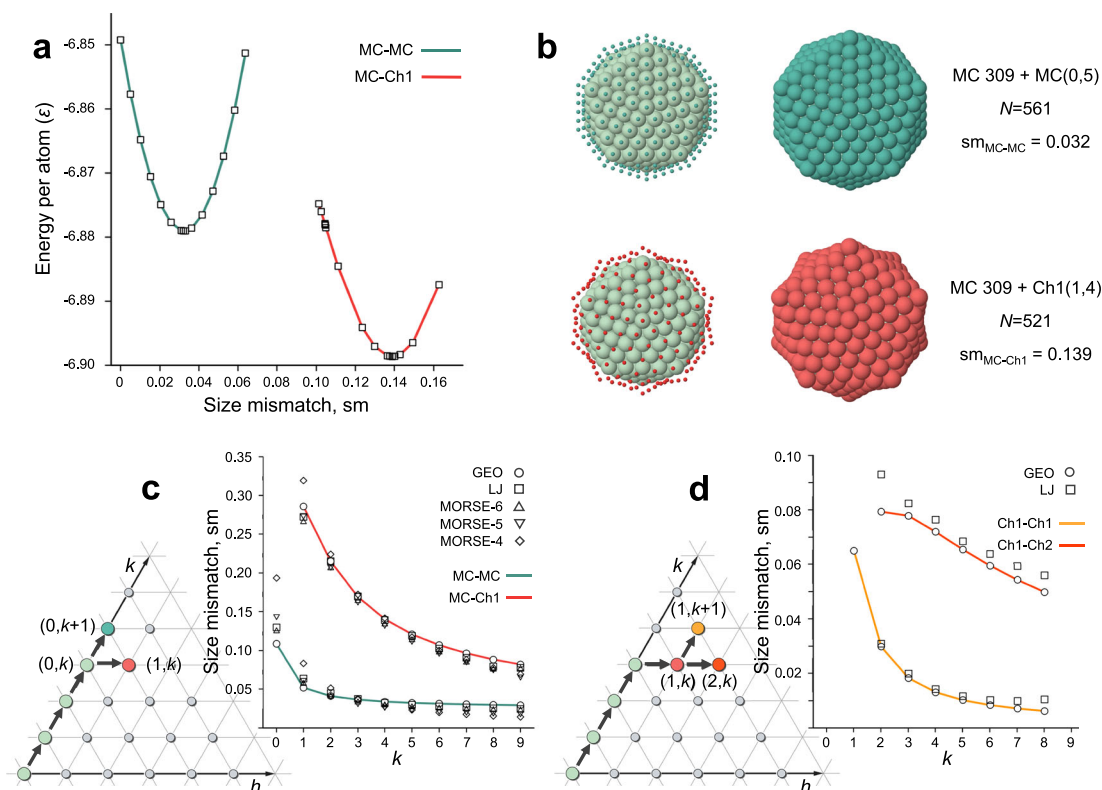 a
MC-MC
MC-Ch1
-6.85
-6.86
-6.87
-6.88
-6.89
-6.90
Energy per atom (ε)
0
0.02
0.04
0.06
0.08
0.10
0.12
0.14
0.16
Size mismatch, sm
b
MC 309 + MC(0,5)
N=561
smMC-MC = 0.032
MC 309 + Ch1(1,4)
N=521
smMC-Ch1 = 0.139
c
0.35
0.30
0.25
0.20
0.15
0.10
0.05
Size mismatch, sm
GEO
LJ
MORSE-6
MORSE-5
MORSE-4
MC-MC
MC-Ch1
0 1 2 3 4 5 6 7 8 9
k
k
(0,k+1)
(0,k)
(1,k)
h
d
0.10
0.08
0.06
0.04
0.02
Size mismatch, sm
GEO
LJ
Ch1-Ch1
Ch1-Ch2
0 1 2 3 4 5 6 7 8 9
k
k
(1,k+1)
(1,k)
(2,k)
h